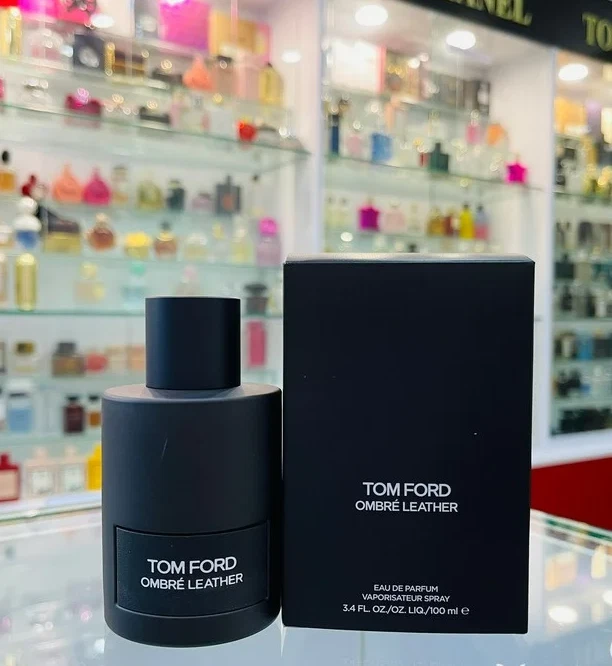 TOM FORD
OMBRÉ LEATHER
TOM FORD
OMBRÉ LEATHER
EAU DE PARFUM
VAPORISATEUR SPRAY
3.4 FL. OZ./OZ. LIQ./100 ml ℮